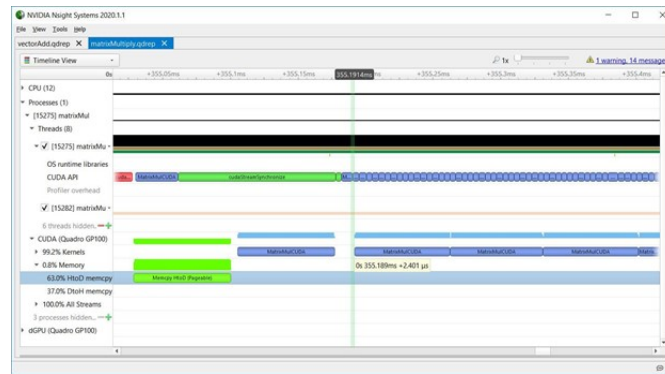 NVIDIA Nsight Systems 2020.1.1
File View Tools Help
vectorAdd.qdrep matrixMultiply.qdrep
Timeline View
1x
1 warning, 14 messages
0s +355.05ms +355.1ms +355.15ms 355.1914ms +355.25ms +355.3ms +355.35ms +355.4ms
CPU (12)
Processes (1)
[15275] matrixMul
Threads (8)
[15275] matrixMu
OS runtime libraries
CUDA API
MatrixMulCUDA cudaStreamSynchronize
Profiler overhead
[15282] matrixMu
6 threads hidden...
CUDA (Quadro GP100)
99.2% Kernels
MatrixMulCUDA MatrixMulCUDA MatrixMulCUDA MatrixMulCUDA
0.8% Memory
0s 355.189ms +2.401 μs
63.0% HtoD memcpy
Memcpy HtoD (Pageable)
37.0% DtoH memcpy
100.0% All Streams
3 processes hidden...
dGPU (Quadro GP100)